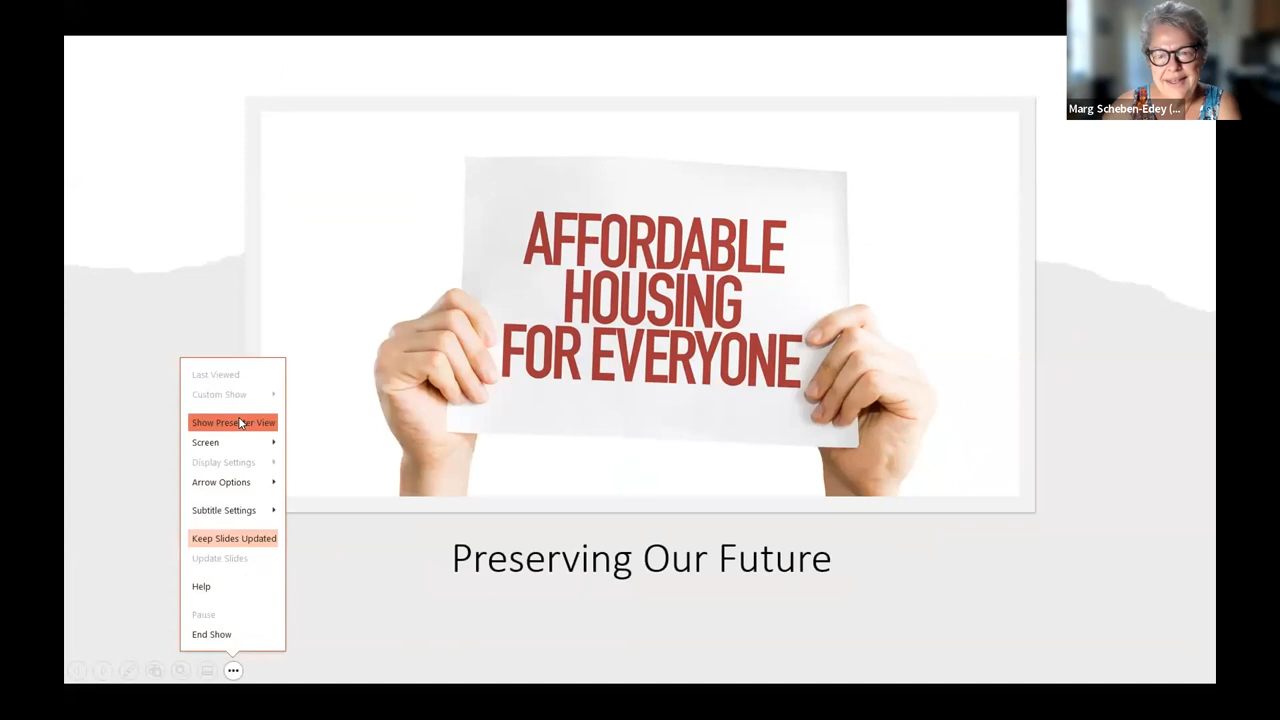 Marg Scheben-Edey (...
AFFORDABLE
HOUSING
FOR EVERYONE
Last Viewed
Custom Show
Show Presenter View
Screen
Display Settings
Arrow Options
Subtitle Settings
Keep Slides Updated
Update Slides
Help
Pause
End Show
Preserving Our Future